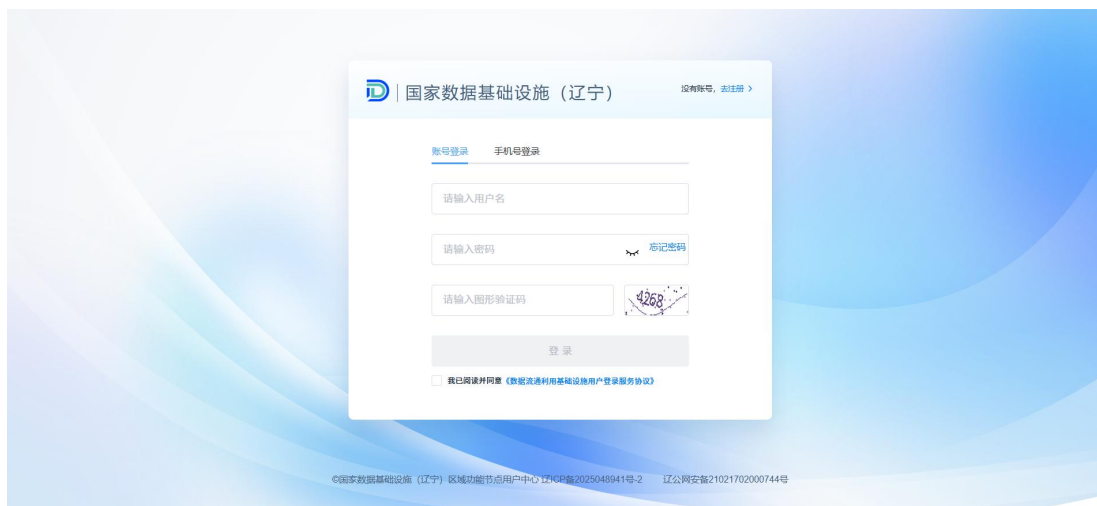 国家数据基础设施（辽宁）
没有账号，去注册 >
账号登录 手机号登录
请输入用户名
请输入密码 忘记密码
请输入图形验证码 4268
登 录
我已阅读并同意《数据流通利用基础设施用户登录服务协议》
©国家数据基础设施（辽宁）区域功能节点用户中心 辽ICP备2025048941号-2 辽公网安备21021702000744号